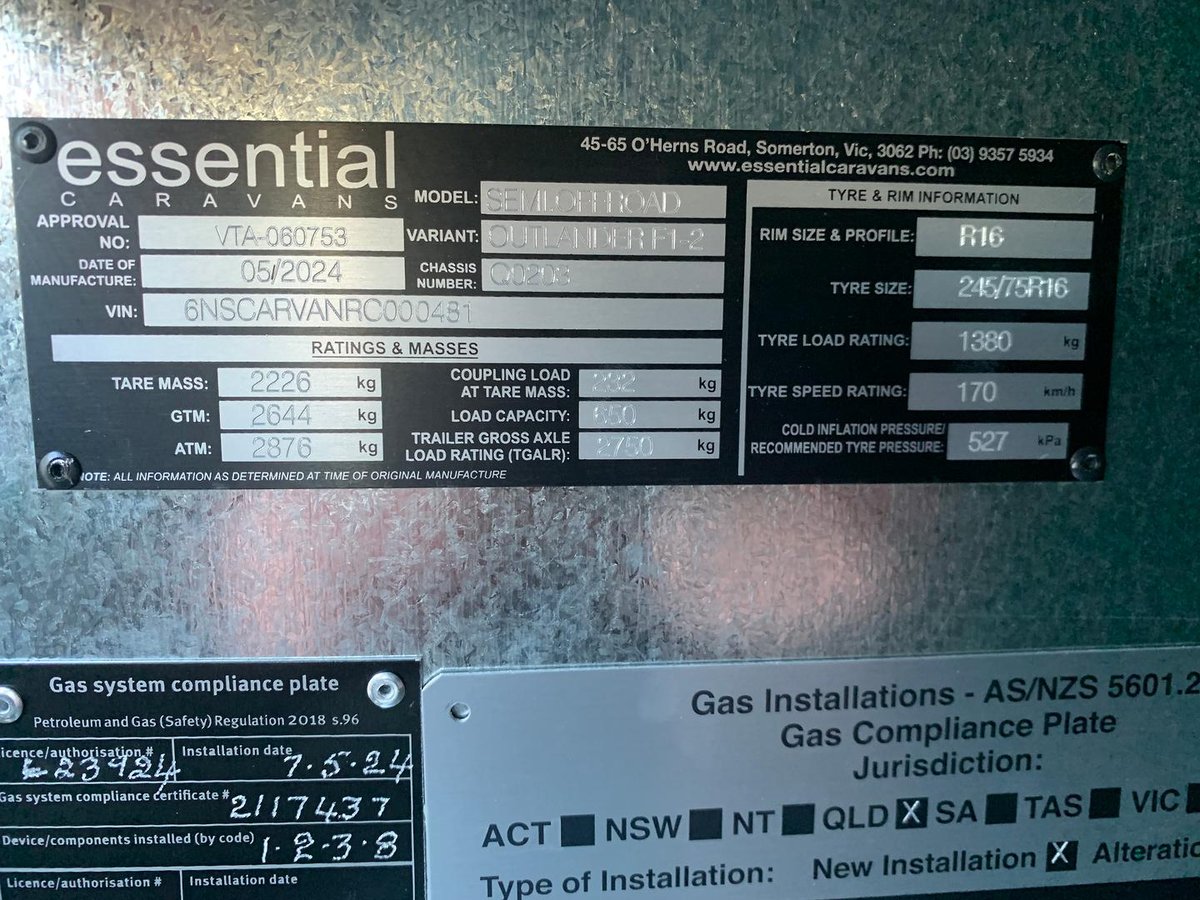 essential
CARAVANS
45-65 O'Herns Road, Somerton, Vic, 3062 Ph: (03) 9357 5934
www.essentialcaravans.com
APPROVAL NO: VTA-060753
DATE OF MANUFACTURE: 05/2024
MODEL: SEMI.OFFROAD
VARIANT: OUTLANDER F1-2
CHASSIS NUMBER: Q0203
VIN: 6NSCARVANRC000481
RATINGS & MASSES
TARE MASS: 2226 kg
GTM: 2644 kg
ATM: 2876 kg
COUPLING LOAD AT TARE MASS: 232 kg
LOAD CAPACITY: 650 kg
TRAILER GROSS AXLE LOAD RATING (TGALR): 2750 kg
NOTE: ALL INFORMATION AS DETERMINED AT TIME OF ORIGINAL MANUFACTURE
TYRE & RIM INFORMATION
RIM SIZE & PROFILE: R16
TYRE SIZE: 245/75R16
TYRE LOAD RATING: 1380 kg
TYRE SPEED RATING: 170 km/h
COLD INFLATION PRESSURE/
RECOMMENDED TYRE PRESSURE: 527 kPa
Gas system compliance plate
Petroleum and Gas (Safety) Regulation 2018 s.96
icence/authorisation # 23924
Installation date 7.5.24
Gas system compliance certificate # 2117437
Device/components installed (by code) 1-2-3-8
Licence/authorisation #
Installation date
Gas Installations - AS/NZS 5601.2
Gas Compliance Plate
Jurisdiction:
ACT NSW NT QLD X SA TAS VIC
Type of Installation: New Installation X Alteratio